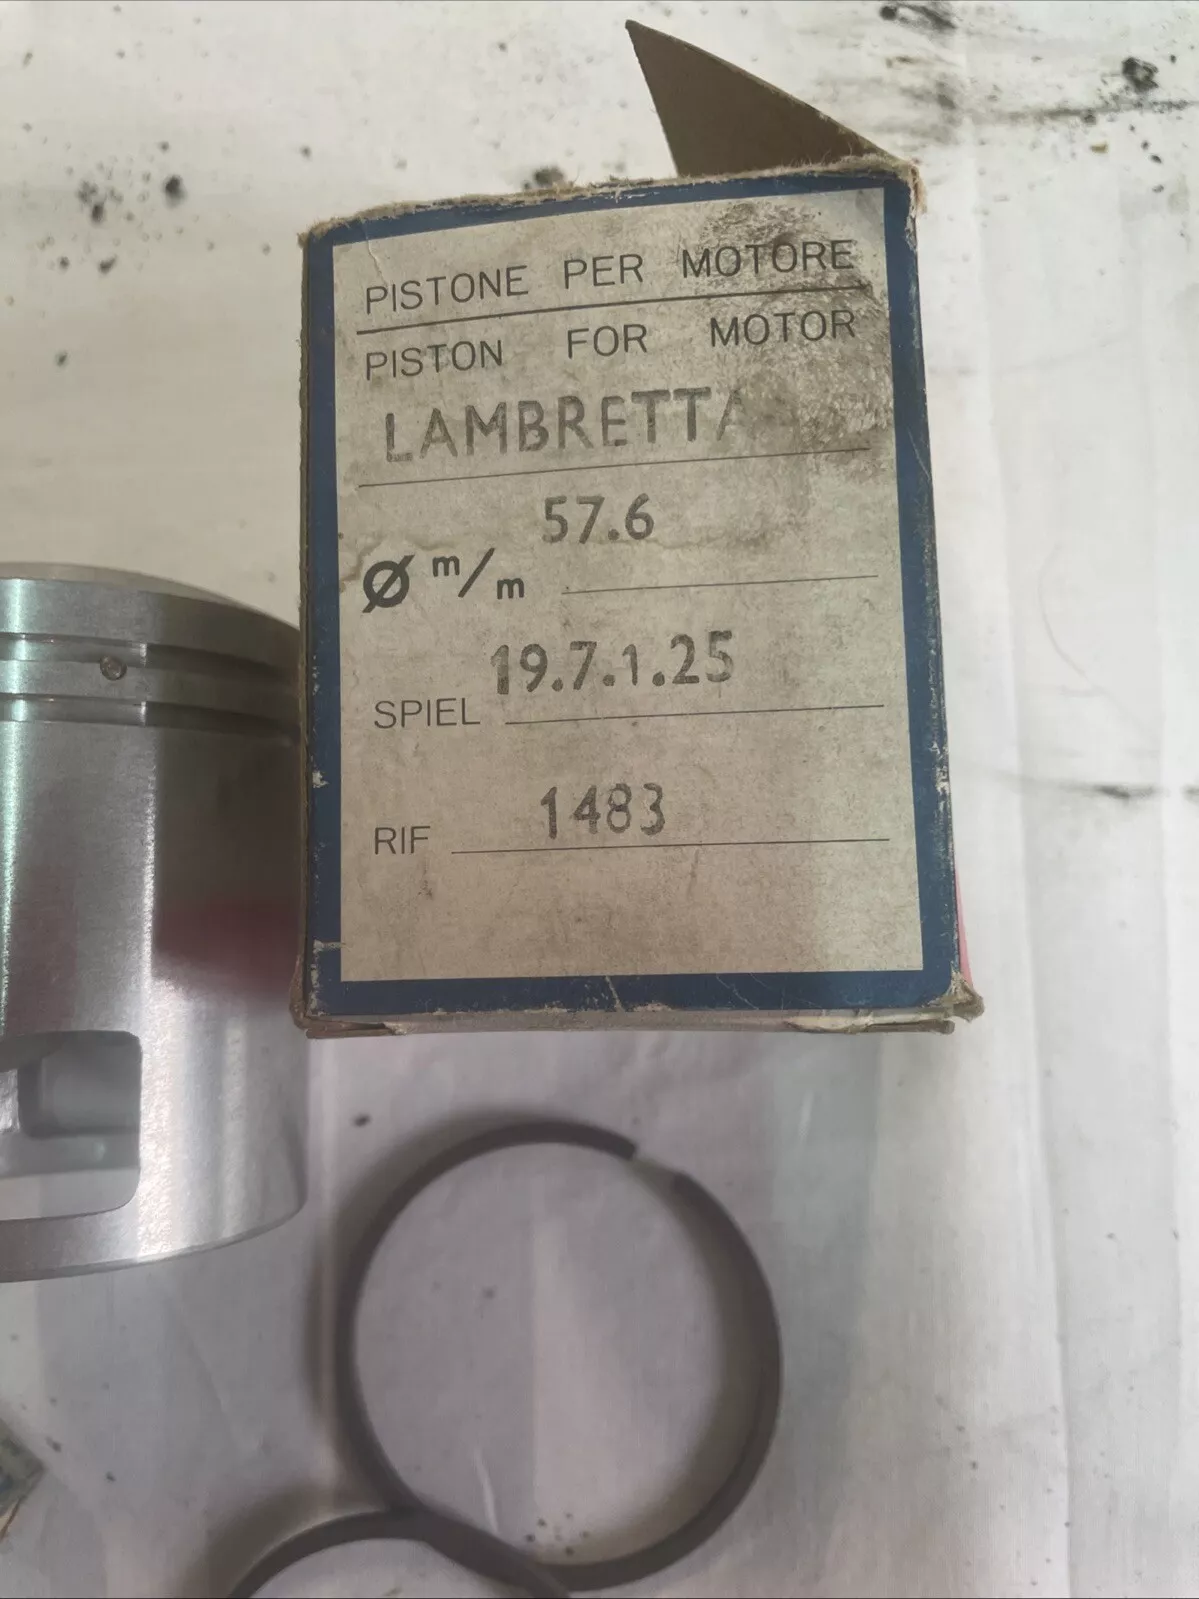 PISTONE PER MOTORE
PISTON FOR MOTOR
LAMBRETTA
57.6
Ø m/m
19.7.1.25
SPIEL
1483
RIF